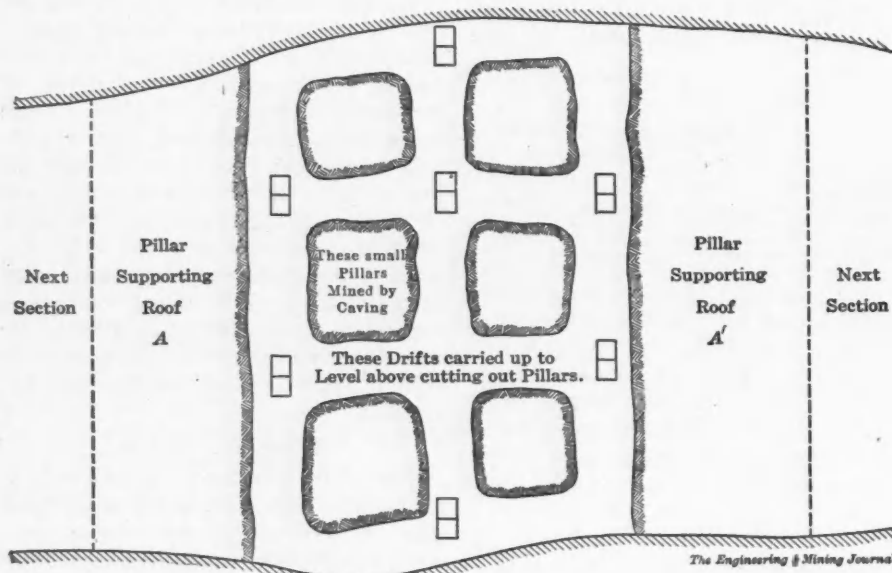 Next
Section
Pillar
Supporting
Roof
A
These small
Pillars
Mined by
Caving
These Drifts carried up to
Level above cutting out Pillars.
Pillar
Supporting
Roof
A'
Next
Section
The Engineering & Mining Journal